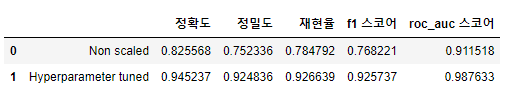 정확도 정밀도 재현율 f1 스코어 roc_auc 스코어
0 Non scaled 0.825568 0.752336 0.784792 0.768221 0.911518
1 Hyperparameter tuned 0.945237 0.924836 0.926639 0.925737 0.987633